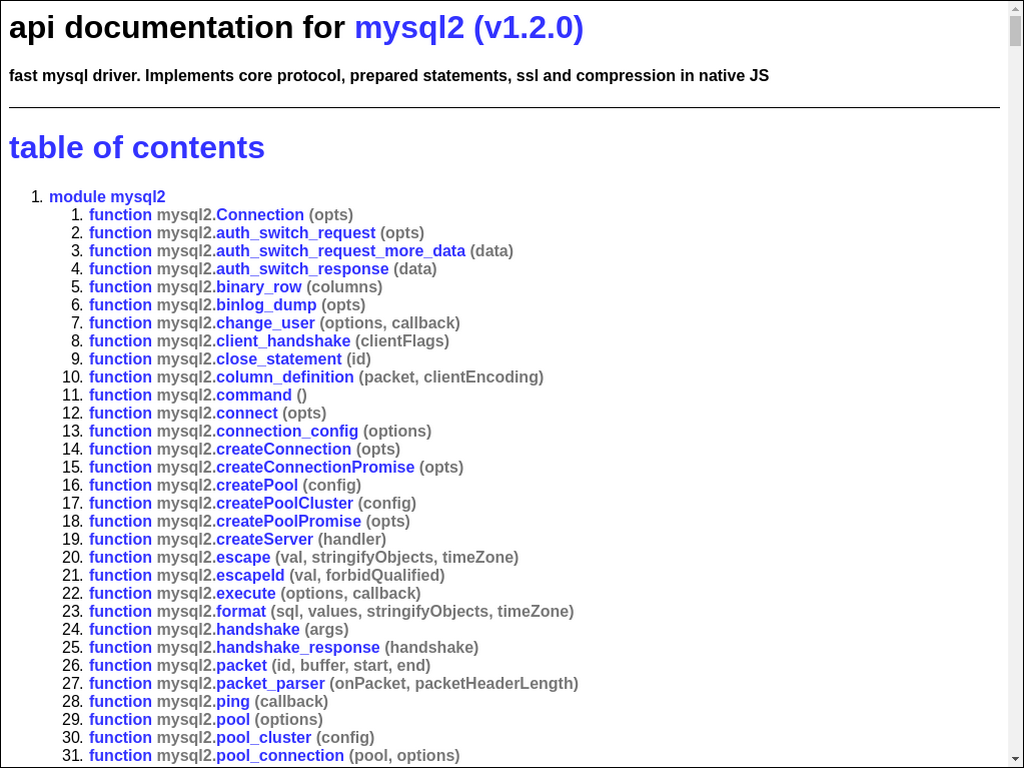 api documentation for mysql2 (v1.2.0)
fast mysql driver. Implements core protocol, prepared statements, ssl and compression in native JS
table of contents
1. module mysql2
1. function mysql2.Connection (opts)
2. function mysql2.auth_switch_request (opts)
3. function mysql2.auth_switch_request_more_data (data)
4. function mysql2.auth_switch_response (data)
5. function mysql2.binary_row (columns)
6. function mysql2.binlog_dump (opts)
7. function mysql2.change_user (options, callback)
8. function mysql2.client_handshake (clientFlags)
9. function mysql2.close_statement (id)
10. function mysql2.column_definition (packet, clientEncoding)
11. function mysql2.command ()
12. function mysql2.connect (opts)
13. function mysql2.connection_config (options)
14. function mysql2.createConnection (opts)
15. function mysql2.createConnectionPromise (opts)
16. function mysql2.createPool (config)
17. function mysql2.createPoolCluster (config)
18. function mysql2.createPoolPromise (opts)
19. function mysql2.createServer (handler)
20. function mysql2.escape (val, stringifyObjects, timeZone)
21. function mysql2.escapeId (val, forbidQualified)
22. function mysql2.execute (options, callback)
23. function mysql2.format (sql, values, stringifyObjects, timeZone)
24. function mysql2.handshake (args)
25. function mysql2.handshake_response (handshake)
26. function mysql2.packet (id, buffer, start, end)
27. function mysql2.packet_parser (onPacket, packetHeaderLength)
28. function mysql2.ping (callback)
29. function mysql2.pool (options)
30. function mysql2.pool_cluster (config)
31. function mysql2.pool_connection (pool, options)